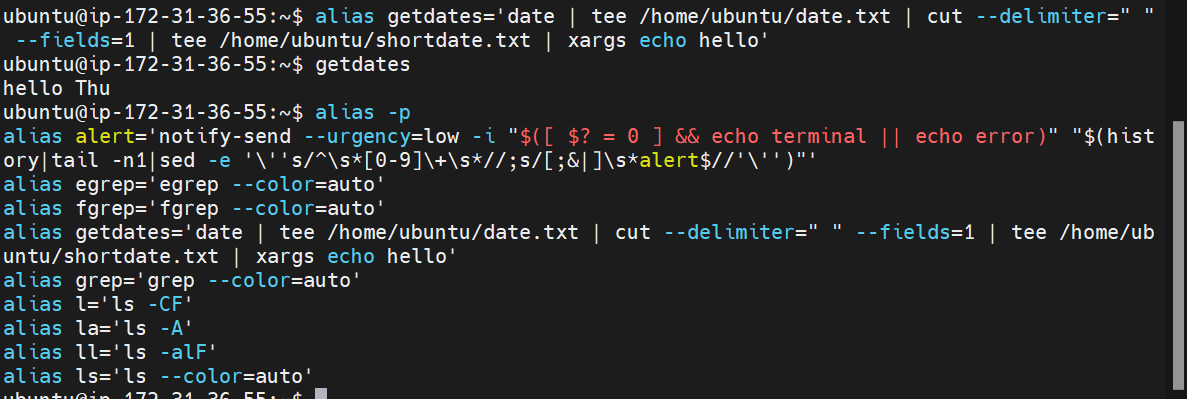 ubuntu@ip-172-31-36-55:~$ alias getdates='date | tee /home/ubuntu/date.txt | cut --delimiter=" "
--fields=1 | tee /home/ubuntu/shortdate.txt | xargs echo hello'
ubuntu@ip-172-31-36-55:~$ getdates
hello Thu
ubuntu@ip-172-31-36-55:~$ alias -p
alias alert='notify-send --urgency=low -i "$([ $? = 0 ] && echo terminal || echo error)" "$(hist
ory|tail -n1|sed -e '\''s/^\s*[0-9]\+\s*//;s/[;&|]\s*alert$//'\'')"'
alias egrep='egrep --color=auto'
alias fgrep='fgrep --color=auto'
alias getdates='date | tee /home/ubuntu/date.txt | cut --delimiter=" " --fields=1 | tee /home/ub
untu/shortdate.txt | xargs echo hello'
alias grep='grep --color=auto'
alias l='ls -CF'
alias la='ls -A'
alias ll='ls -alF'
alias ls='ls --color=auto'
ubuntu@ip-172-31-36-55:~$